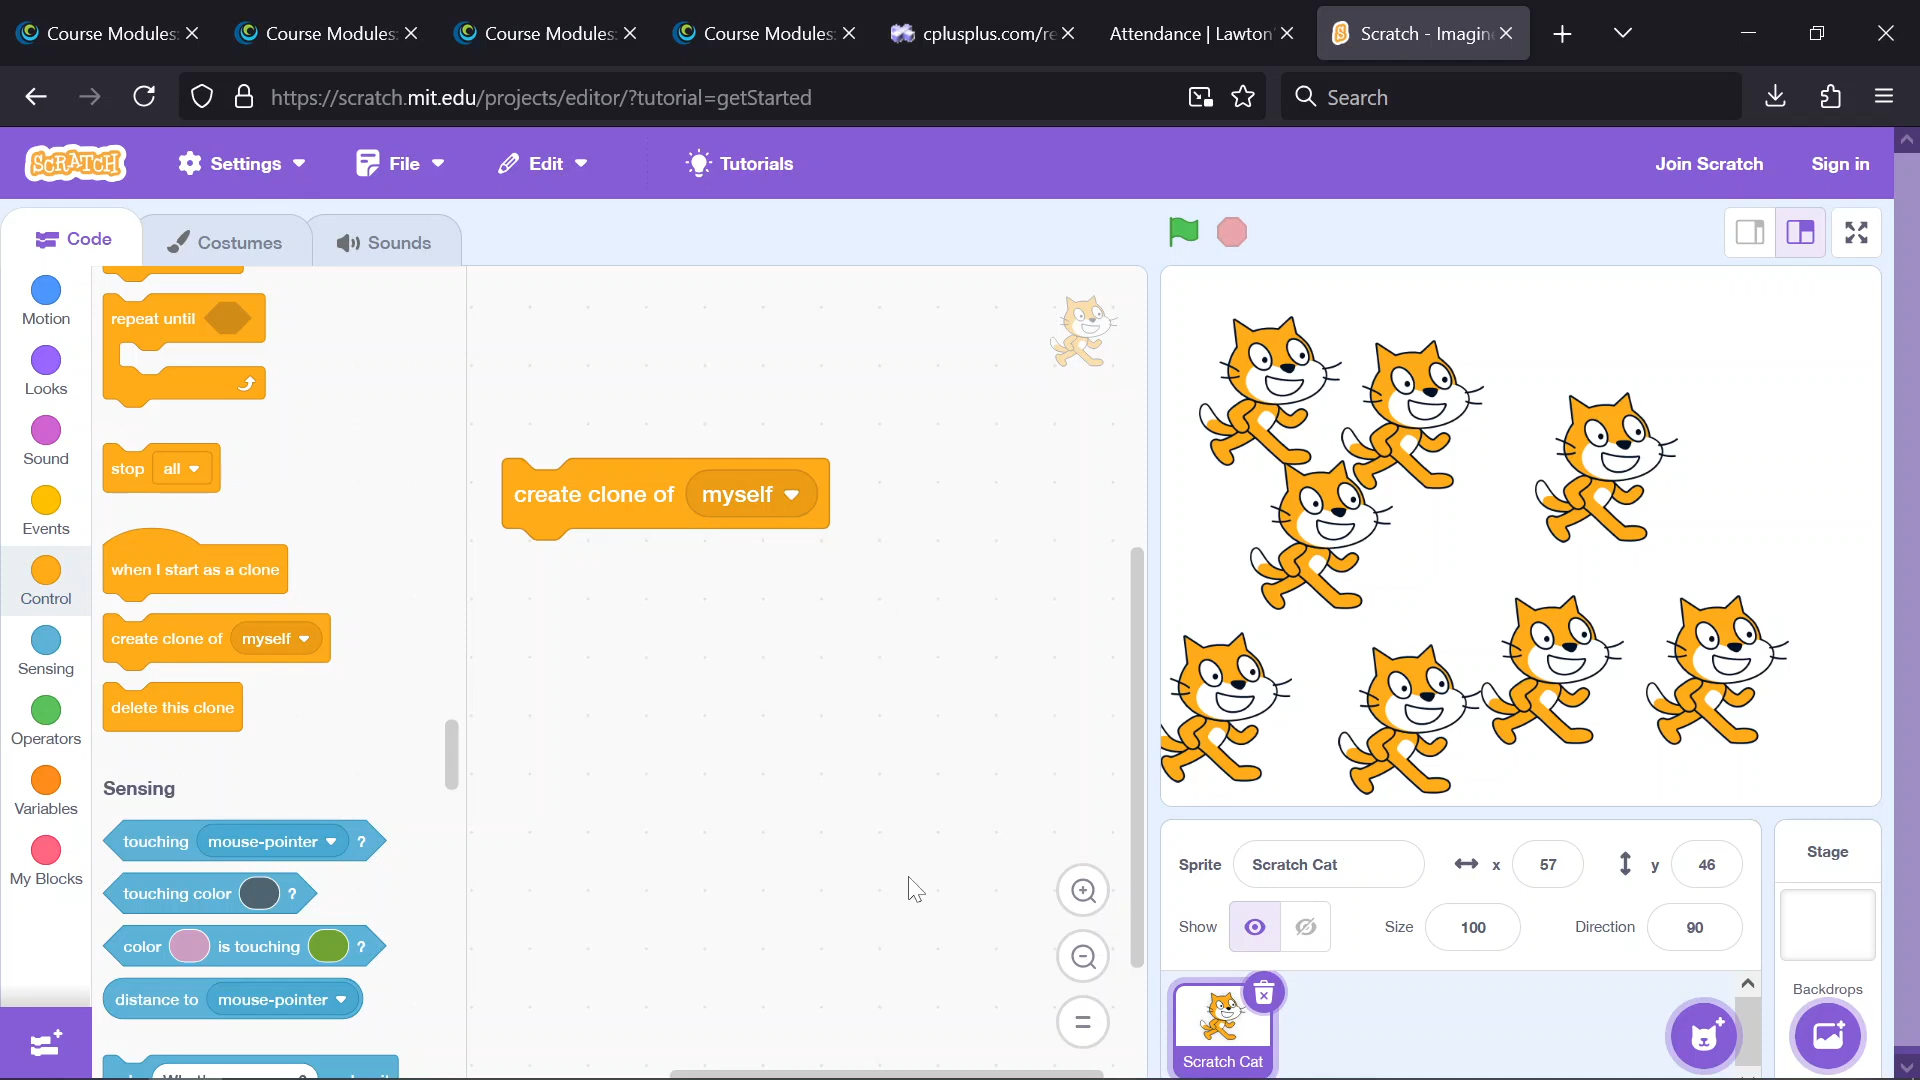 Course Modules:
Course Modules:
Course Modules:
Course Modules:
cplusplus.com/re
Attendance | Lawton
Scratch - Imagin
https://scratch.mit.edu/projects/editor/?tutorial=getStarted
Search
SCRATCH
Settings
File
Edit
Tutorials
Join Scratch
Sign in
Code
Costumes
Sounds
Motion
Looks
Sound
Events
Control
Sensing
Operators
Variables
My Blocks
repeat until
stop all
when I start as a clone
create clone of myself
delete this clone
Sensing
touching mouse-pointer ?
touching color ?
color is touching ?
distance to mouse-pointer
create clone of myself
Sprite Scratch Cat x 57 y 46
Show Size 100 Direction 90
Scratch Cat
Stage
Backdrops